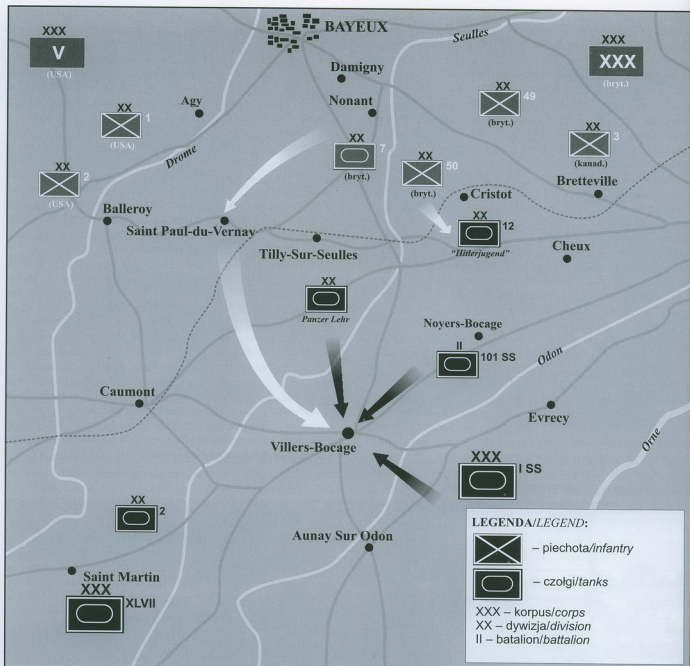 XXX
V
(USA)
BAYEUX
Seulles
XXX
XXX
(bryt.)
Damigny
Nonant
Agy
XX
1
(USA)
XX
49
(bryt.)
XX
7
(bryt.)
XX
50
(bryt.)
XX
3
(kanad.)
Bretteville
Drome
XX
2
(USA)
Cristot
Balleroy
Saint Paul-du-Vernay
XX
12
"Hitlerjugend"
Tilly-Sur-Seulles
Cheux
XX
Panzer Lehr
Noyers-Bocage
II
101 SS
Odon
Caumont
Evrecy
Villers-Bocage
Orne
XXX
I SS
XX
2
Aunay Sur Odon
Saint Martin
XXX
XLVII
LEGENDA/LEGEND:
– piechota/infantry
– czołgi/tanks
XXX – korpus/corps
XX – dywizja/division
II – batalion/battalion